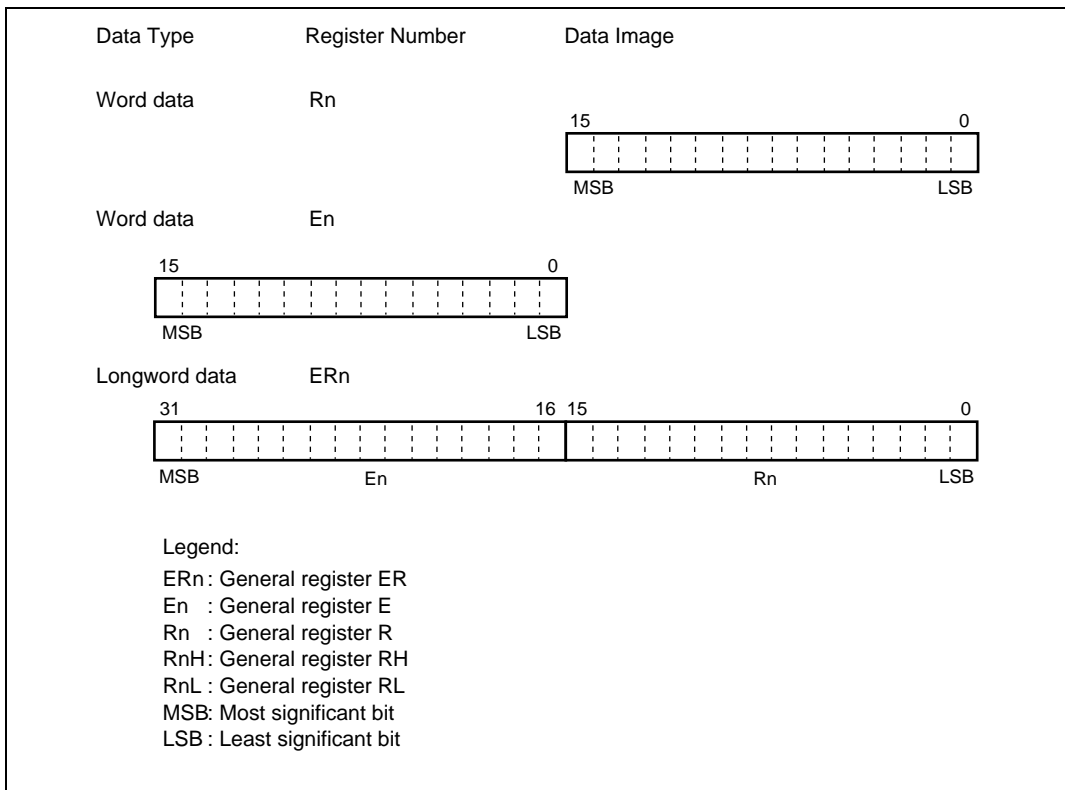 Data Type Register Number Data Image
Word data Rn
15 0
MSB LSB
Word data En
15 0
MSB LSB
Longword data ERn
31 16 15 0
MSB En Rn LSB
Legend:
ERn : General register ER
En : General register E
Rn : General register R
RnH : General register RH
RnL : General register RL
MSB: Most significant bit
LSB : Least significant bit